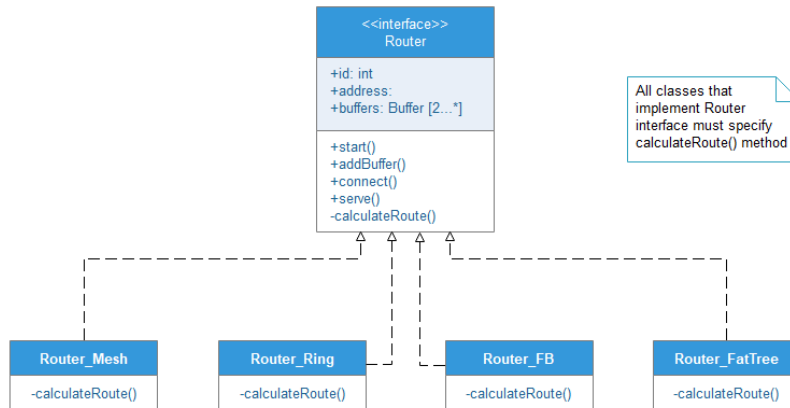 <<interface>>
Router
+id: int
+address:
+buffers: Buffer [2...*]
+start()
+addBuffer()
+connect()
+serve()
-calculateRoute()
All classes that
implement Router
interface must specify
calculateRoute() method
Router_Mesh
-calculateRoute()
Router_Ring
-calculateRoute()
Router_FB
-calculateRoute()
Router_FatTree
-calculateRoute()